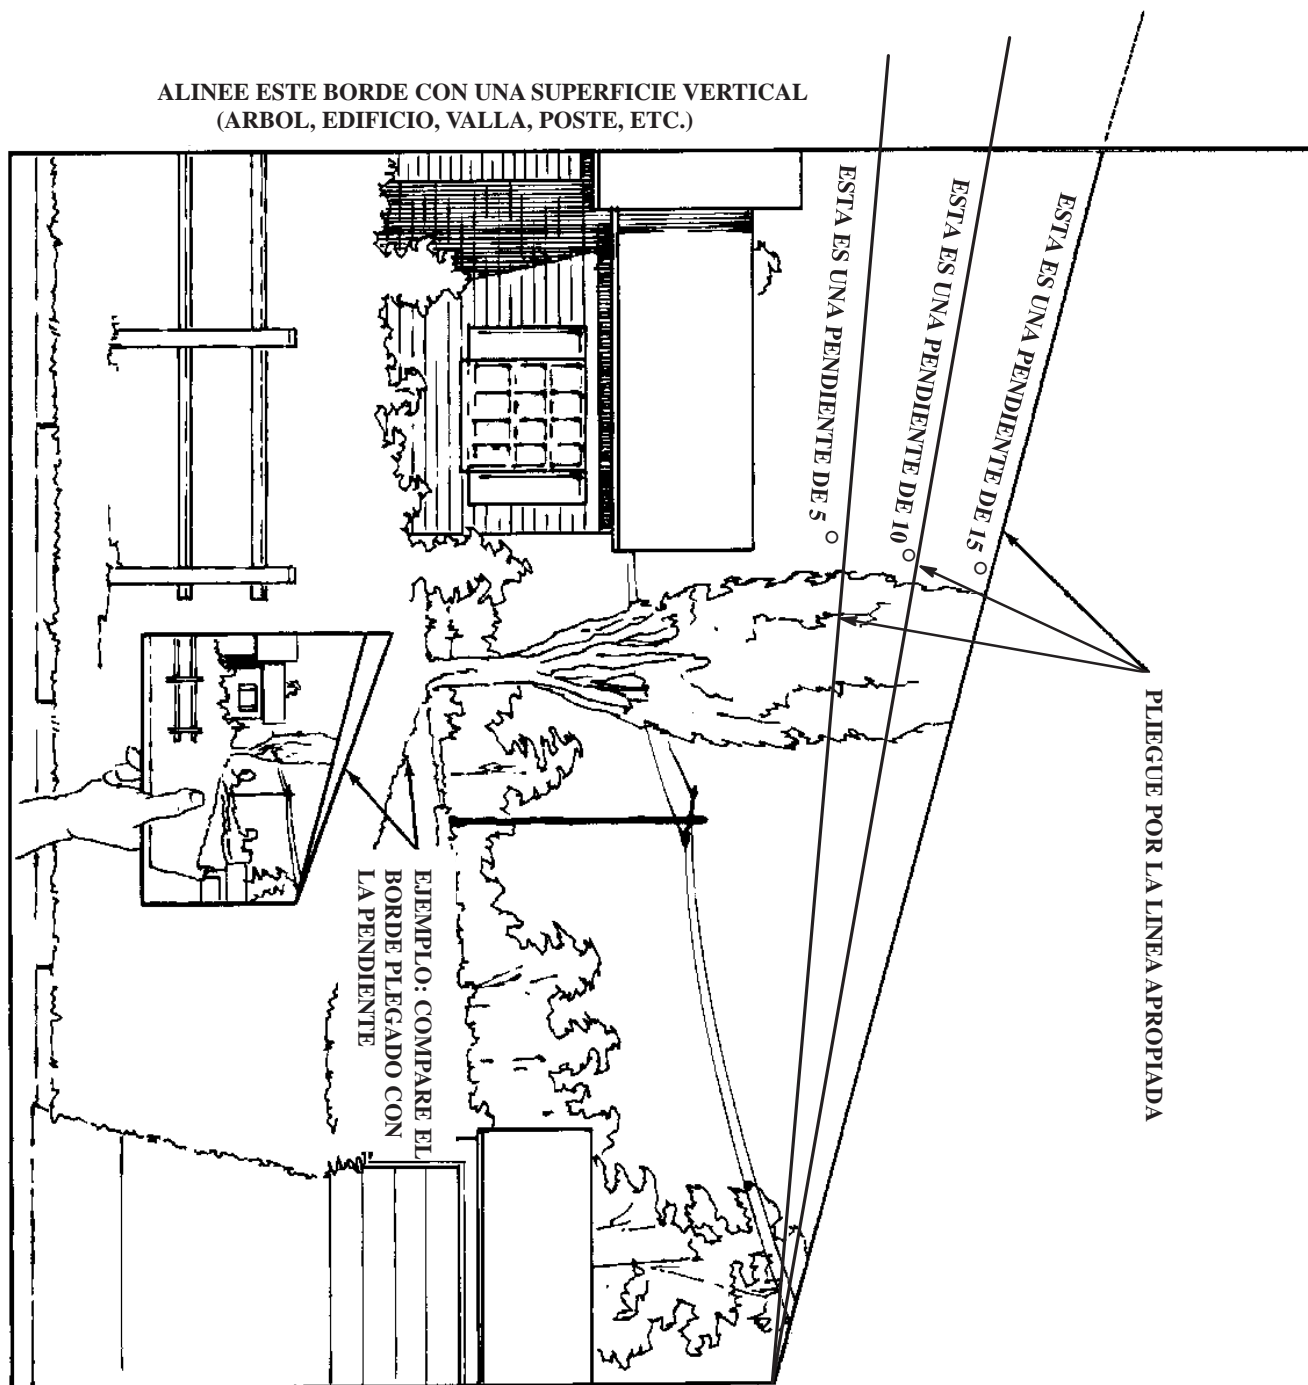 ALINEE ESTE BORDE CON UNA SUPERFICIE VERTICAL
(ARBOL, EDIFICIO, VALLA, POSTE, ETC.)
ESTA ES UNA PENDIENTE DE 5 °
ESTA ES UNA PENDIENTE DE 10 °
ESTA ES UNA PENDIENTE DE 15 °
PLIEGUE POR LA LINEA APROPIADA
EJEMPLO: COMPARE EL
BORDE PLEGADO CON
LA PENDIENTE